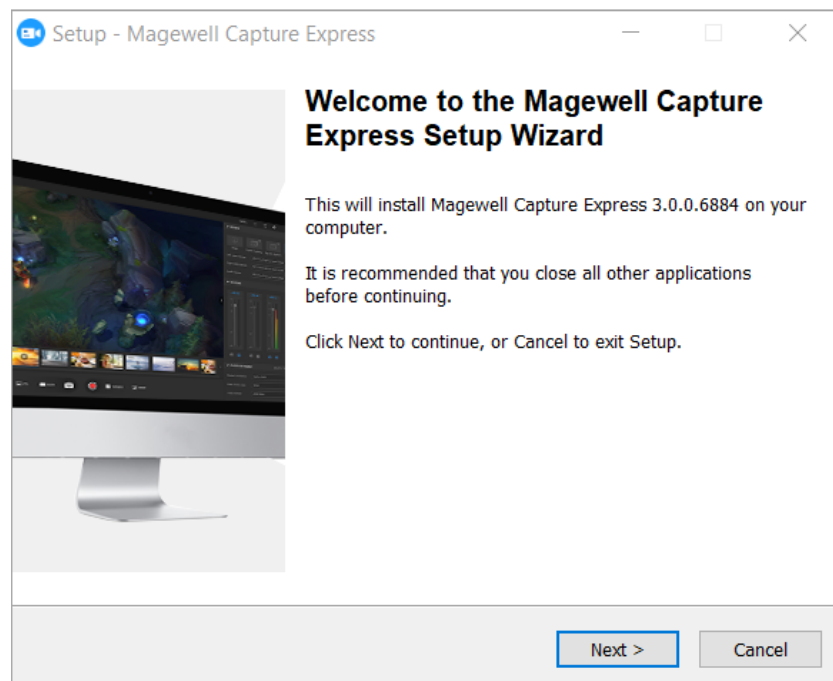 Setup - Magewell Capture Express
Welcome to the Magewell Capture
Express Setup Wizard
This will install Magewell Capture Express 3.0.0.6884 on your
computer.
It is recommended that you close all other applications
before continuing.
Click Next to continue, or Cancel to exit Setup.
Next >
Cancel